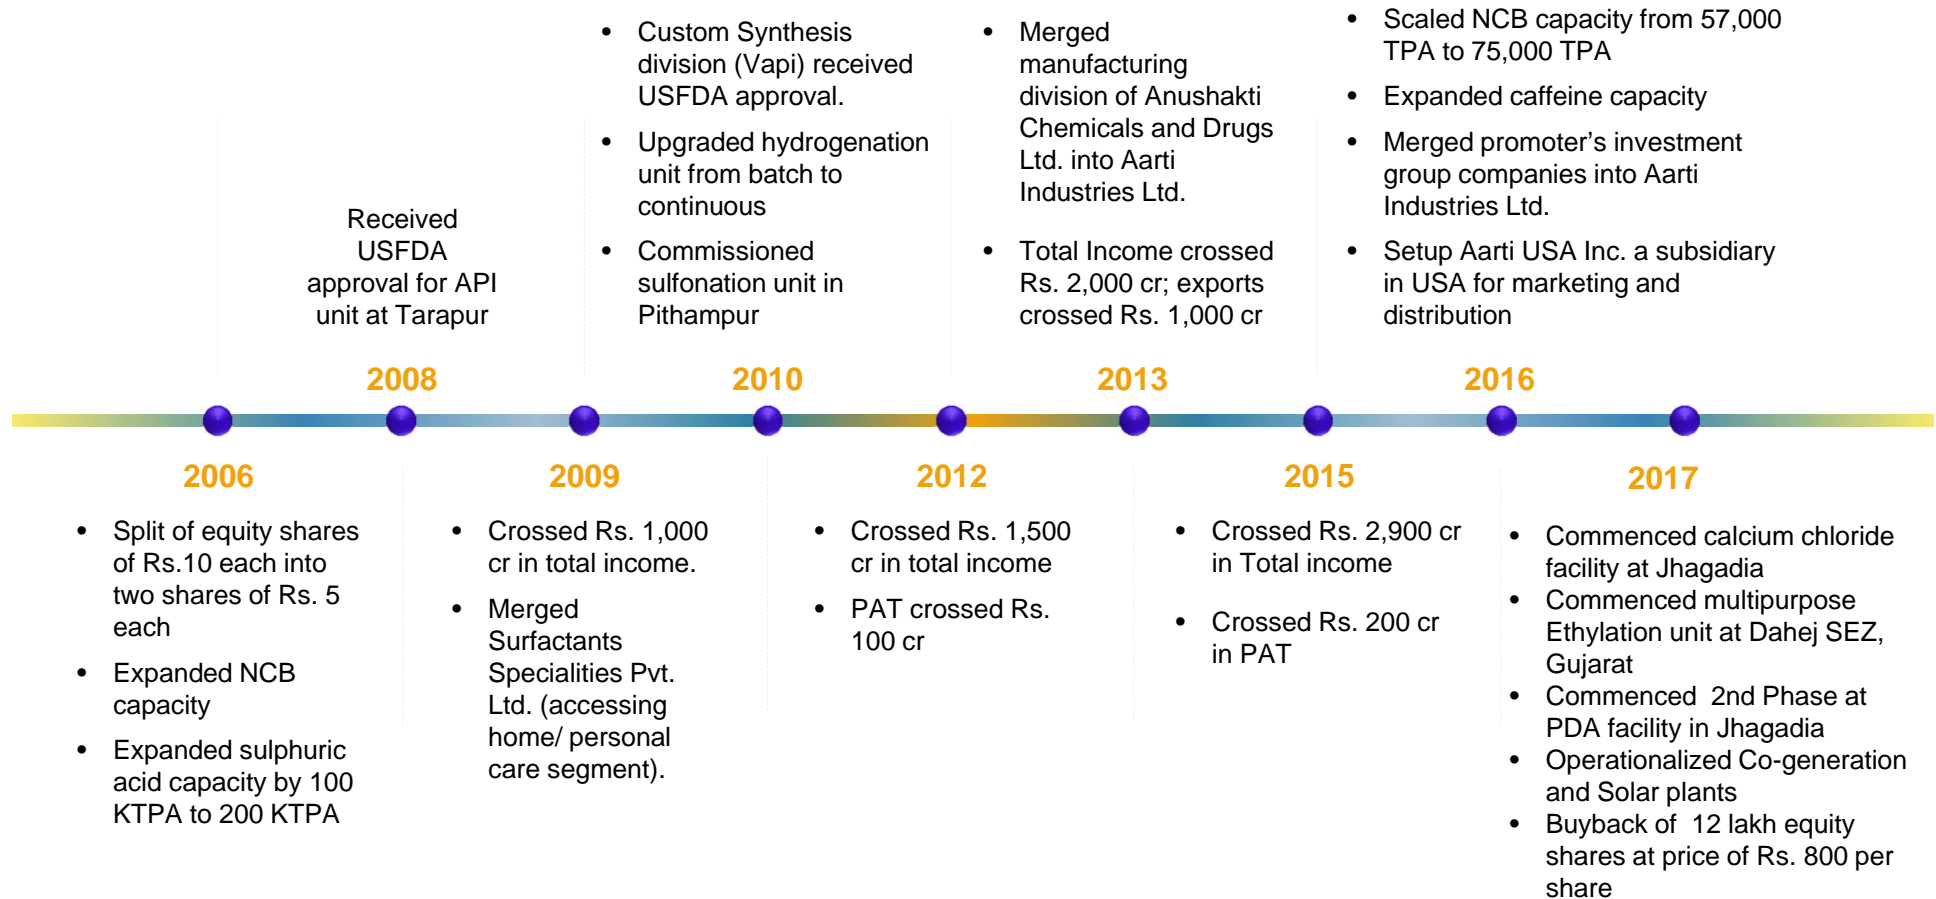 Received
USFDA
approval for API
unit at Tarapur
2008
• Custom Synthesis
division (Vapi) received
USFDA approval.
• Upgraded hydrogenation
unit from batch to
continuous
• Commissioned
sulfonation unit in
Pithampur
2010
• Merged
manufacturing
division of Anushakti
Chemicals and Drugs
Ltd. into Aarti
Industries Ltd.
• Total Income crossed
Rs. 2,000 cr; exports
crossed Rs. 1,000 cr
2013
• Scaled NCB capacity from 57,000
TPA to 75,000 TPA
• Expanded caffeine capacity
• Merged promoter’s investment
group companies into Aarti
Industries Ltd.
• Setup Aarti USA Inc. a subsidiary
in USA for marketing and
distribution
2016
2006
• Split of equity shares
of Rs.10 each into
two shares of Rs. 5
each
• Expanded NCB
capacity
• Expanded sulphuric
acid capacity by 100
KTPA to 200 KTPA
2009
• Crossed Rs. 1,000
cr in total income.
• Merged
Surfactants
Specialities Pvt.
Ltd. (accessing
home/ personal
care segment).
2012
• Crossed Rs. 1,500
cr in total income
• PAT crossed Rs.
100 cr
2015
• Crossed Rs. 2,900 cr
in Total income
• Crossed Rs. 200 cr
in PAT
2017
• Commenced calcium chloride
facility at Jhagadia
• Commenced multipurpose
Ethylation unit at Dahej SEZ,
Gujarat
• Commenced 2nd Phase at
PDA facility in Jhagadia
• Operationalized Co-generation
and Solar plants
• Buyback of 12 lakh equity
shares at price of Rs. 800 per
share